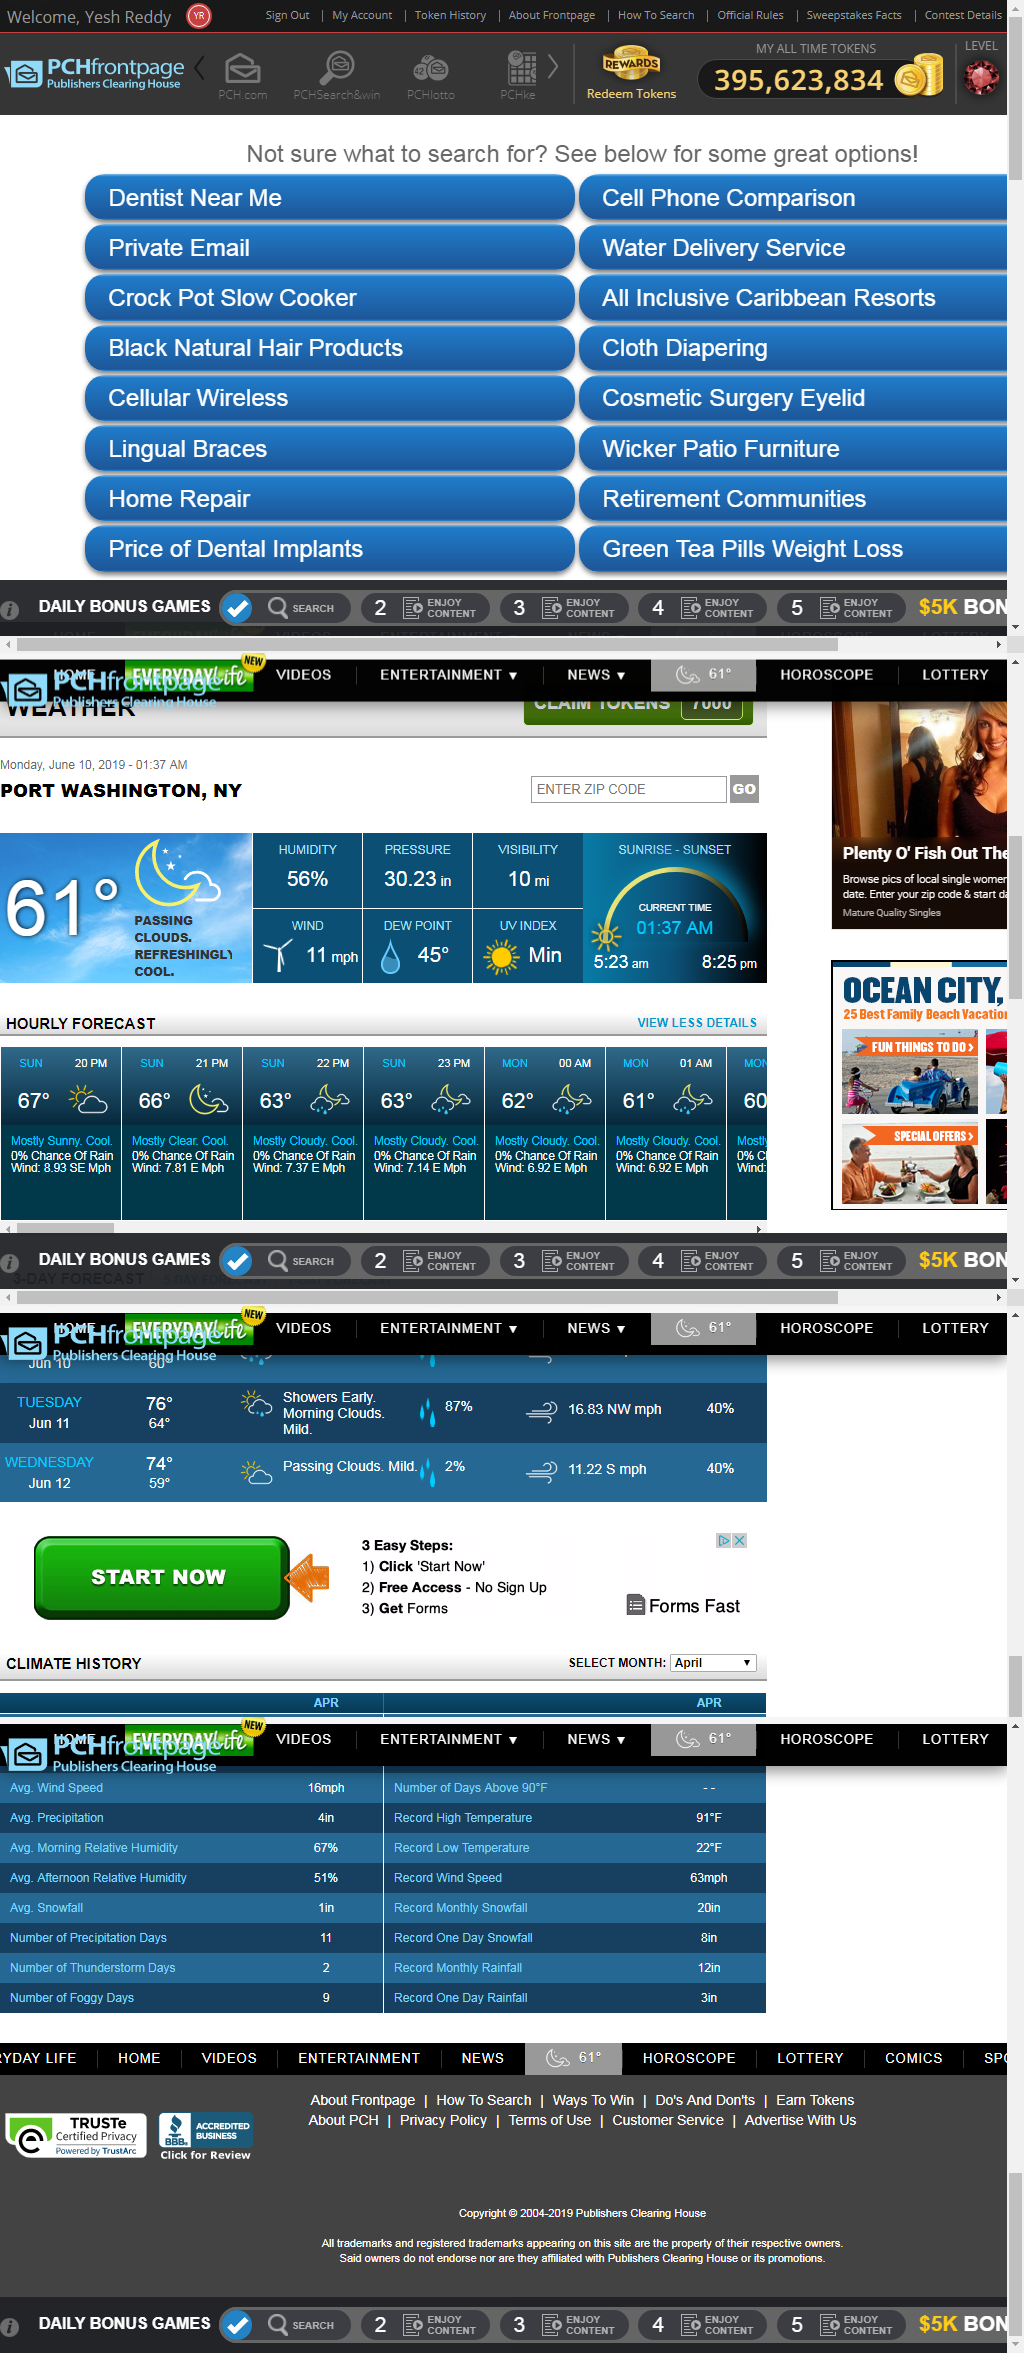 Welcome, Yesh Reddy
YR
Sign Out | My Account | Token History | About Frontpage | How To Search | Official Rules | Sweepstakes Facts | Contest Details
PCHfrontpage
Publishers Clearing House
PCH.com
PCHSearch&win
PCHlotto
PCHke
REWARDS
Redeem Tokens
MY ALL TIME TOKENS
395,623,834
LEVEL
Not sure what to search for? See below for some great options!
Dentist Near Me
Cell Phone Comparison
Private Email
Water Delivery Service
Crock Pot Slow Cooker
All Inclusive Caribbean Resorts
Black Natural Hair Products
Cloth Diapering
Cellular Wireless
Cosmetic Surgery Eyelid
Lingual Braces
Wicker Patio Furniture
Home Repair
Retirement Communities
Price of Dental Implants
Green Tea Pills Weight Loss
DAILY BONUS GAMES SEARCH 2 ENJOY CONTENT 3 ENJOY CONTENT 4 ENJOY CONTENT 5 ENJOY CONTENT $5K BON
HOME EVERYDAY life NEW VIDEOS ENTERTAINMENT ▼ NEWS ▼ 61° HOROSCOPE LOTTERY
PCHfrontpage
Publishers Clearing House
WEATHER
CLAIM TOKENS 7000
Monday, June 10, 2019 - 01:37 AM
PORT WASHINGTON, NY
ENTER ZIP CODE GO
61°
PASSING
CLOUDS.
REFRESHINGLY
COOL.
HUMIDITY
56%
PRESSURE
30.23 in
VISIBILITY
10 mi
WIND
11 mph
DEW POINT
45°
UV INDEX
Min
SUNRISE - SUNSET
CURRENT TIME
01:37 AM
5:23 am
8:25 pm
Plenty O' Fish Out The
Browse pics of local single women
date. Enter your zip code & start da
Mature Quality Singles
OCEAN CITY,
25 Best Family Beach Vacation
FUN THINGS TO DO >
SPECIAL OFFERS >
HOURLY FORECAST
VIEW LESS DETAILS
SUN 20 PM
67°
Mostly Sunny. Cool.
0% Chance Of Rain
Wind: 8.93 SE Mph
SUN 21 PM
66°
Mostly Clear. Cool.
0% Chance Of Rain
Wind: 7.81 E Mph
SUN 22 PM
63°
Mostly Cloudy. Cool.
0% Chance Of Rain
Wind: 7.37 E Mph
SUN 23 PM
63°
Mostly Cloudy. Cool.
0% Chance Of Rain
Wind: 7.14 E Mph
MON 00 AM
62°
Mostly Cloudy. Cool.
0% Chance Of Rain
Wind: 6.92 E Mph
MON 01 AM
61°
Mostly Cloudy. Cool.
0% Chance Of Rain
Wind: 6.92 E Mph
MON
60
Mostly
0% C
Wind:
DAILY BONUS GAMES SEARCH 2 ENJOY CONTENT 3 ENJOY CONTENT 4 ENJOY CONTENT 5 ENJOY CONTENT $5K BON
3-DAY FORECAST
HOME EVERYDAY life NEW VIDEOS ENTERTAINMENT ▼ NEWS ▼ 61° HOROSCOPE LOTTERY
PCHfrontpage
Publishers Clearing House
Jun 10 60°
TUESDAY
Jun 11
76°
64°
Showers Early.
Morning Clouds.
Mild.
87%
16.83 NW mph
40%
WEDNESDAY
Jun 12
74°
59°
Passing Clouds. Mild.
2%
11.22 S mph
40%
START NOW
3 Easy Steps:
1) Click 'Start Now'
2) Free Access - No Sign Up
3) Get Forms
Forms Fast
CLIMATE HISTORY
SELECT MONTH: April ▼
APR APR
HOME EVERYDAY life NEW VIDEOS ENTERTAINMENT ▼ NEWS ▼ 61° HOROSCOPE LOTTERY
PCHfrontpage
Publishers Clearing House
Avg. Wind Speed 16mph Number of Days Above 90°F - -
Avg. Precipitation 4in Record High Temperature 91°F
Avg. Morning Relative Humidity 67% Record Low Temperature 22°F
Avg. Afternoon Relative Humidity 51% Record Wind Speed 63mph
Avg. Snowfall 1in Record Monthly Snowfall 20in
Number of Precipitation Days 11 Record One Day Snowfall 8in
Number of Thunderstorm Days 2 Record Monthly Rainfall 12in
Number of Foggy Days 9 Record One Day Rainfall 3in
RYDAY LIFE HOME VIDEOS ENTERTAINMENT NEWS 61° HOROSCOPE LOTTERY COMICS SPO
About Frontpage | How To Search | Ways To Win | Do's And Don'ts | Earn Tokens
About PCH | Privacy Policy | Terms of Use | Customer Service | Advertise With Us
TRUSTe
Certified Privacy
Powered by TrustArc
BBB
ACCREDITED
BUSINESS
Click for Review
Copyright © 2004-2019 Publishers Clearing House
All trademarks and registered trademarks appearing on this site are the property of their respective owners.
Said owners do not endorse nor are they affiliated with Publishers Clearing House or its promotions.
DAILY BONUS GAMES SEARCH 2 ENJOY CONTENT 3 ENJOY CONTENT 4 ENJOY CONTENT 5 ENJOY CONTENT $5K BON